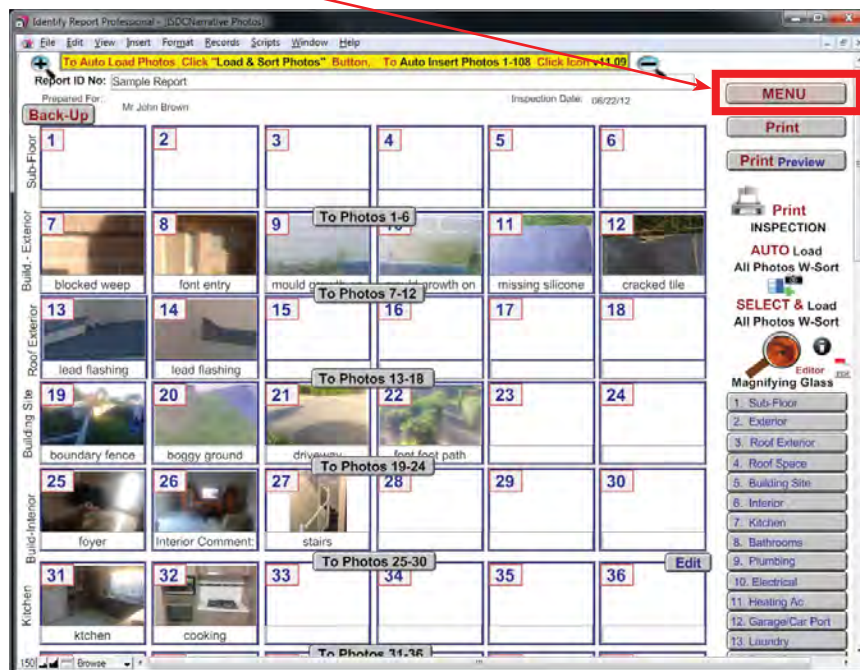 Identify Report Professional - [SDCNarrative Photos]
File Edit View Insert Format Records Scripts Window Help
To Auto Load Photos Click "Load & Sort Photos" Button, To Auto Insert Photos 1-108 Click Icon v11.09
Report ID No: Sample Report
Prepared For: Mr John Brown Inspection Date: 06/22/12
MENU
Back-Up
Print
Print Preview
Print
INSPECTION
AUTO Load
All Photos W-Sort
SELECT & Load
All Photos W-Sort
Editor
Magnifying Glass
Sub-Floor
1 2 3 4 5 6
To Photos 1-6
Build.- Exterior
7 8 9 10 11 12
blocked weep font entry mould growth on growth on missing silicone cracked tile
To Photos 7-12
Roof Exterior
13 14 15 16 17 18
lead flashing lead flashing
To Photos 13-18
Building Site
19 20 21 22 23 24
boundary fence boggy ground driveway font foot path
To Photos 19-24
Build-Interior
25 26 27 28 29 30
foyer Interior Comment: stairs
To Photos 25-30
Edit
Kitchen
31 32 33 34 35 36
ktchen cooking
To Photos 31-36
1. Sub-Floor
2. Exterior
3. Roof Exterior
4. Roof Space
5. Building Site
6. Interior
7. Kitchen
8. Bathrooms
9. Plumbing
10. Electrical
11. Heating Ac
12. Garage/Car Port
13. Laundry
150 Browse